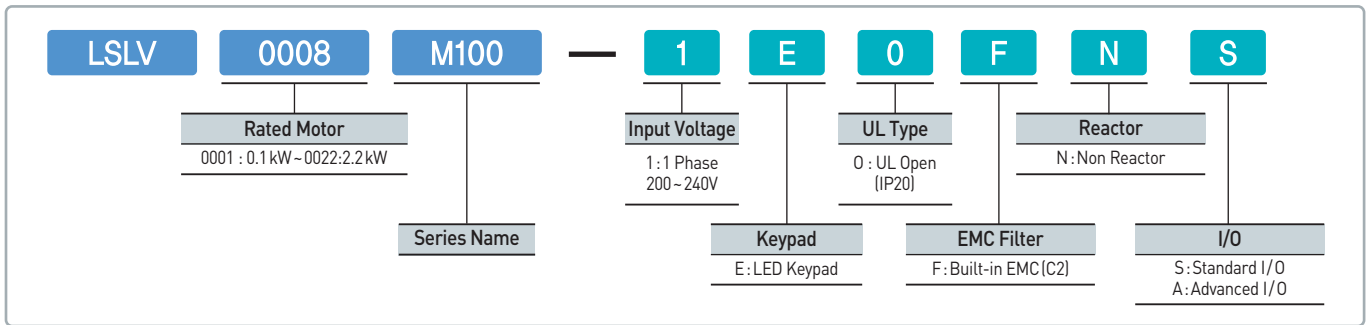 LSLV 0008 M100 — 1 E 0 F N S
Rated Motor
0001 : 0.1 kW~0022:2.2 kW
Input Voltage
1 : 1 Phase
200~240V
UL Type
O : UL Open
(IP20)
Reactor
N : Non Reactor
Series Name
Keypad
E : LED Keypad
EMC Filter
F : Built-in EMC(C2)
I/O
S : Standard I/O
A : Advanced I/O